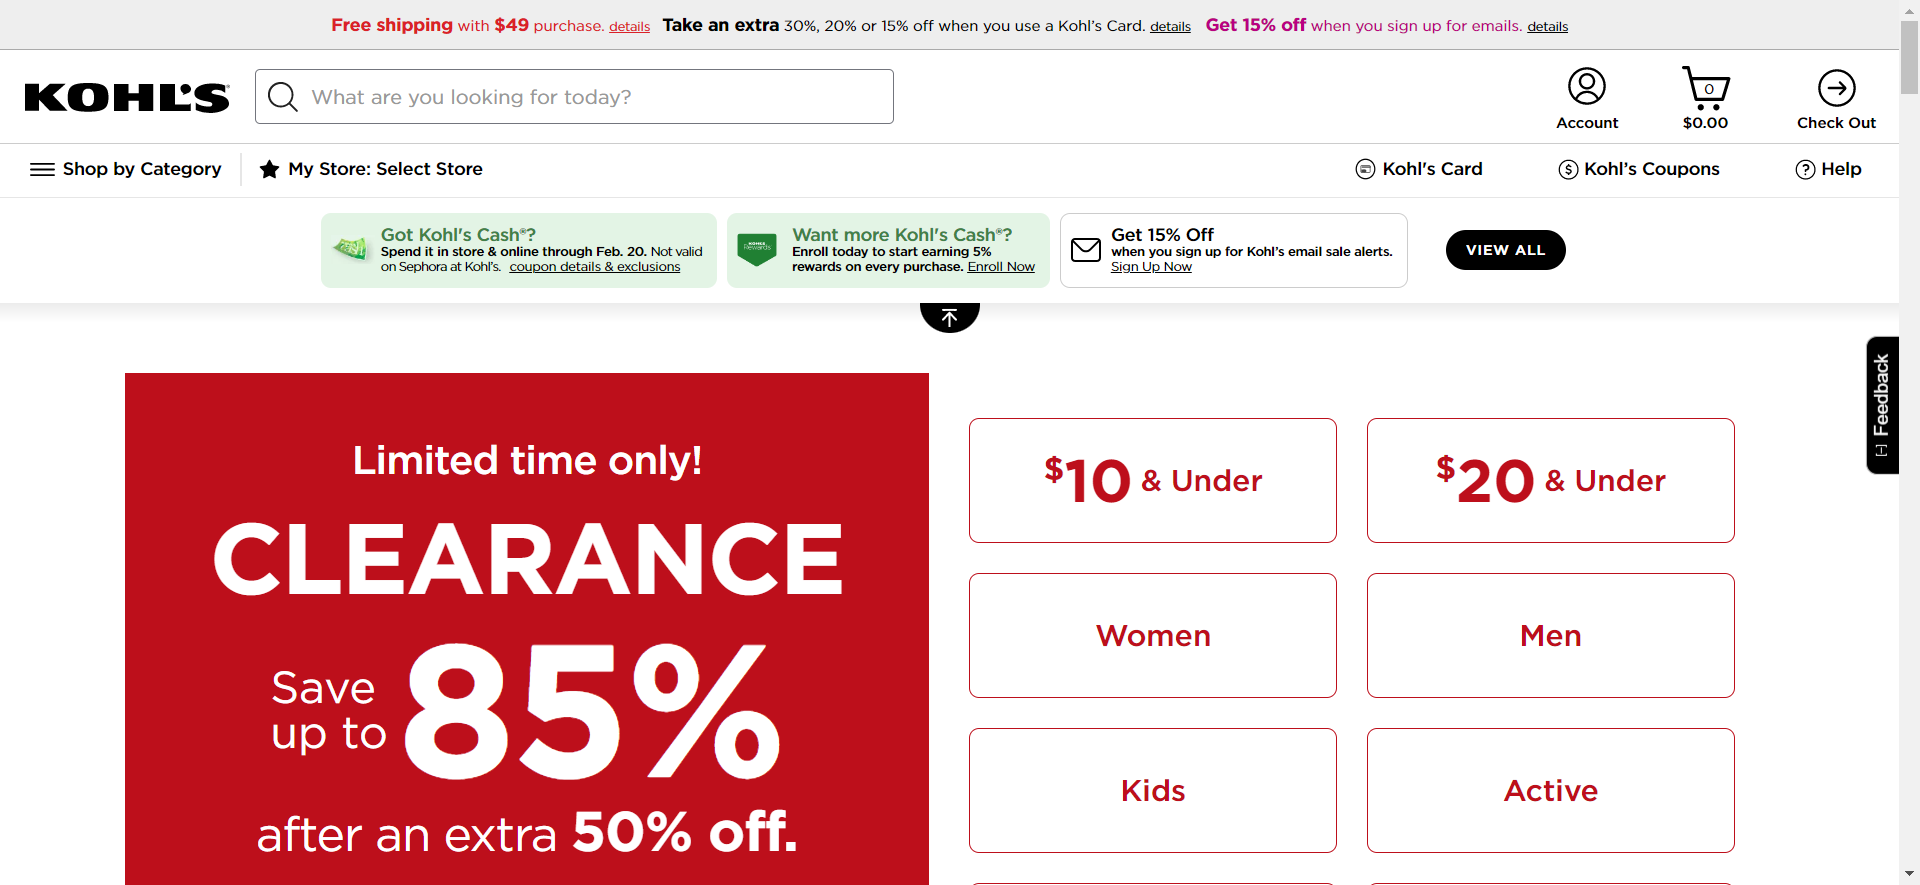 Free shipping with $49 purchase. details Take an extra 30%, 20% or 15% off when you use a Kohl’s Card. details Get 15% off when you sign up for emails. details
KOHL'S
What are you looking for today?
Account
0
$0.00
Check Out
Shop by Category
My Store: Select Store
Kohl's Card
$ Kohl’s Coupons
? Help
Got Kohl's Cash®?
Spend it in store & online through Feb. 20. Not valid
on Sephora at Kohl's. coupon details & exclusions
KOHLS
Rewards
Want more Kohl's Cash®?
Enroll today to start earning 5%
rewards on every purchase. Enroll Now
Get 15% Off
when you sign up for Kohl’s email sale alerts.
Sign Up Now
VIEW ALL
[-] Feedback
Limited time only!
CLEARANCE
Save
up to
85%
after an extra 50% off.
$10 & Under
$20 & Under
Women
Men
Kids
Active